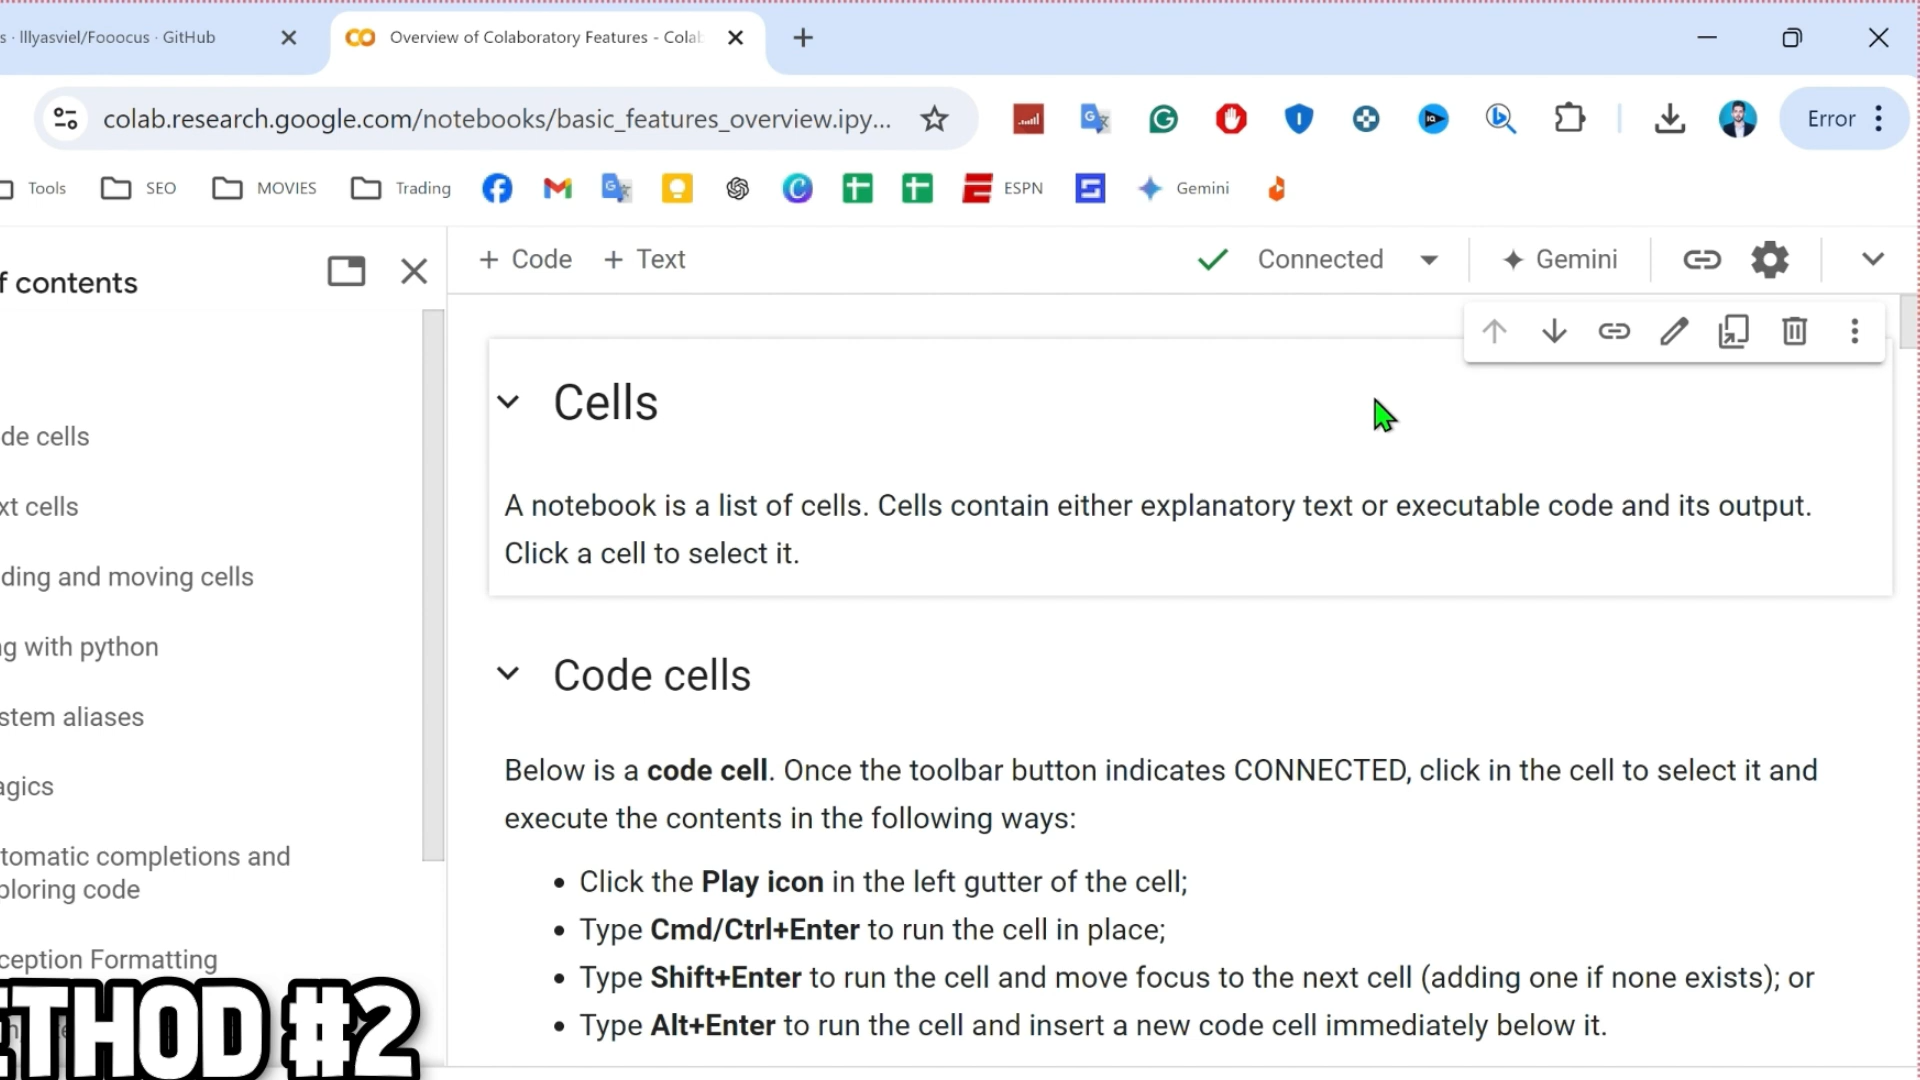 s · lllyasviel/Fooocus · GitHub
Overview of Colaboratory Features - Colab
colab.research.google.com/notebooks/basic_features_overview.ipy...
Error
Tools
SEO
MOVIES
Trading
ESPN
Gemini
f contents
+ Code + Text
Connected
Gemini
Cells
A notebook is a list of cells. Cells contain either explanatory text or executable code and its output.
Click a cell to select it.
de cells
xt cells
ding and moving cells
ng with python
stem aliases
agics
tomatic completions and
ploring code
ception Formatting
Code cells
Below is a code cell. Once the toolbar button indicates CONNECTED, click in the cell to select it and
execute the contents in the following ways:
• Click the Play icon in the left gutter of the cell;
• Type Cmd/Ctrl+Enter to run the cell in place;
• Type Shift+Enter to run the cell and move focus to the next cell (adding one if none exists); or
• Type Alt+Enter to run the cell and insert a new code cell immediately below it.
ETHOD #2